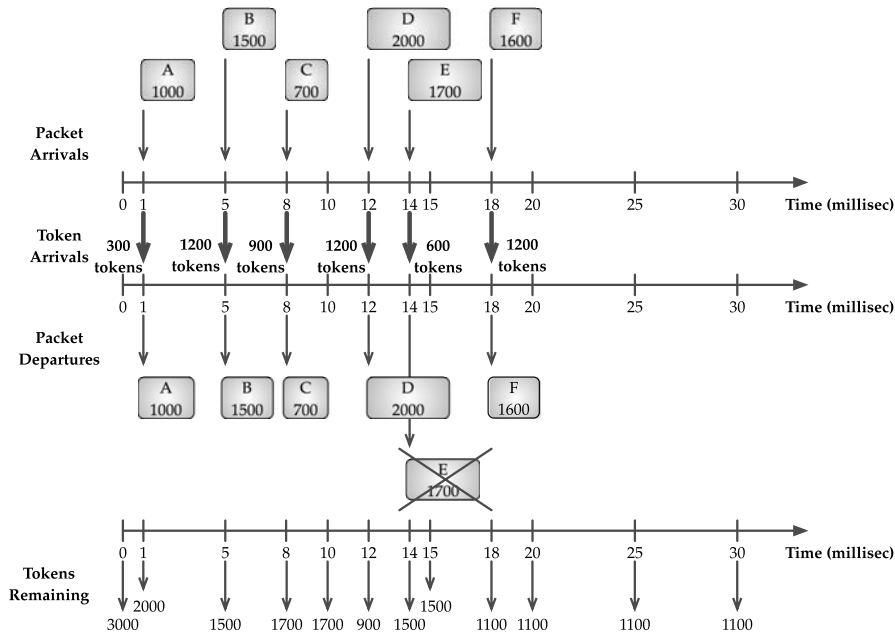 B
1500
D
2000
F
1600
A
1000
C
700
E
1700
Packet
Arrivals
0 1 5 8 10 12 14 15 18 20 25 30 Time (millisec)
Token
Arrivals
300
tokens
1200
tokens
900
tokens
1200
tokens
600
tokens
1200
tokens
0 1 5 8 10 12 14 15 18 20 25 30 Time (millisec)
Packet
Departures
A
1000
B
1500
C
700
D
2000
F
1600
E
1700
0 1 5 8 10 12 14 15 18 20 25 30 Time (millisec)
Tokens
Remaining
2000 1500
3000 1500 1700 1700 900 1500 1100 1100 1100 1100